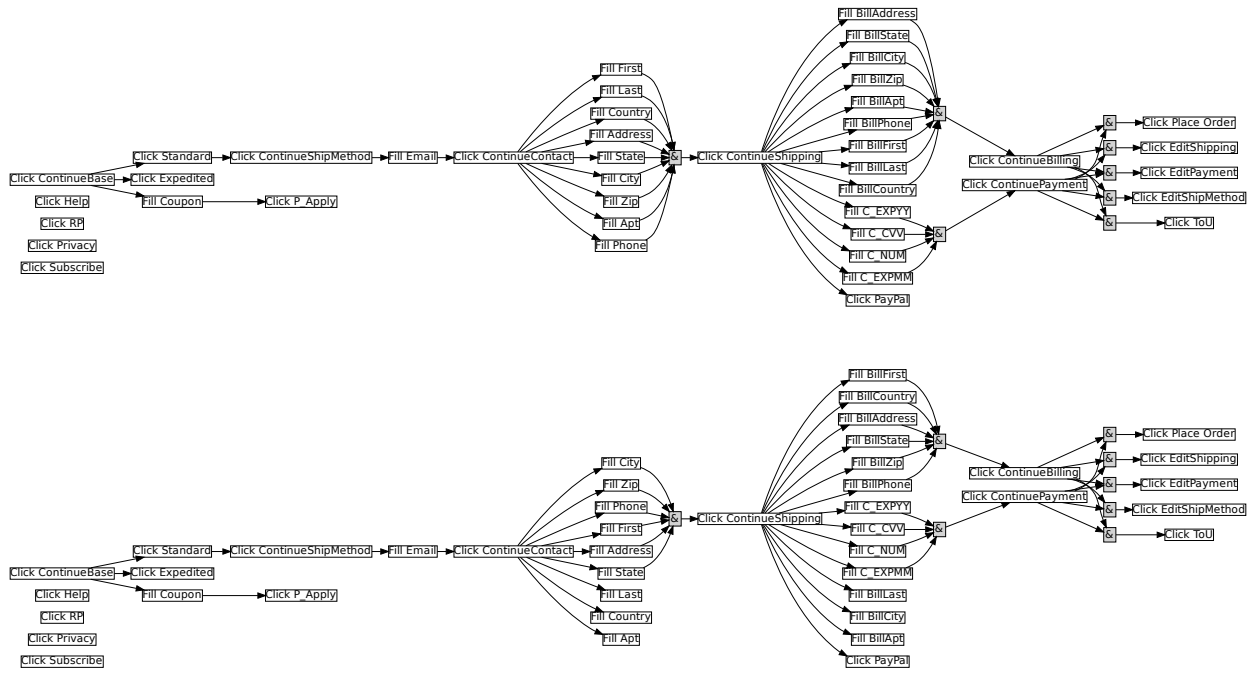 Fill BillAddress
Fill BillState
Fill BillCity
Fill BillZip
Fill BillApt
Fill BillPhone
Fill BillFirst
Fill BillLast
Fill BillCountry
Fill C_EXPYY
Fill C_CVV
Fill C_NUM
Fill C_EXPMM
Click PayPal
Fill First
Fill Last
Fill Country
Fill Address
Fill State
Fill City
Fill Zip
Fill Apt
Fill Phone
&
&
&
Click Standard
Click ContinueShipMethod
Fill Email
Click ContinueContact
Click ContinueShipping
Click ContinueBase
Click Expedited
Click Help
Fill Coupon
Click P_Apply
Click RP
Click Privacy
Click Subscribe
Click ContinueBilling
Click ContinuePayment
& Click Place Order
& Click EditShipping
& Click EditPayment
& Click EditShipMethod
& Click ToU
Fill BillFirst
Fill BillCountry
Fill BillAddress
Fill BillState
Fill BillZip
Fill BillPhone
Fill C_EXPYY
Fill C_CVV
Fill C_NUM
Fill C_EXPMM
Fill BillLast
Fill BillCity
Fill BillApt
Click PayPal
Fill City
Fill Zip
Fill Phone
Fill First
Fill Address
Fill State
Fill Last
Fill Country
Fill Apt
&
&
&
Click Standard
Click ContinueShipMethod
Fill Email
Click ContinueContact
Click ContinueShipping
Click ContinueBase
Click Expedited
Click Help
Fill Coupon
Click P_Apply
Click RP
Click Privacy
Click Subscribe
Click ContinueBilling
Click ContinuePayment
& Click Place Order
& Click EditShipping
& Click EditPayment
& Click EditShipMethod
& Click ToU